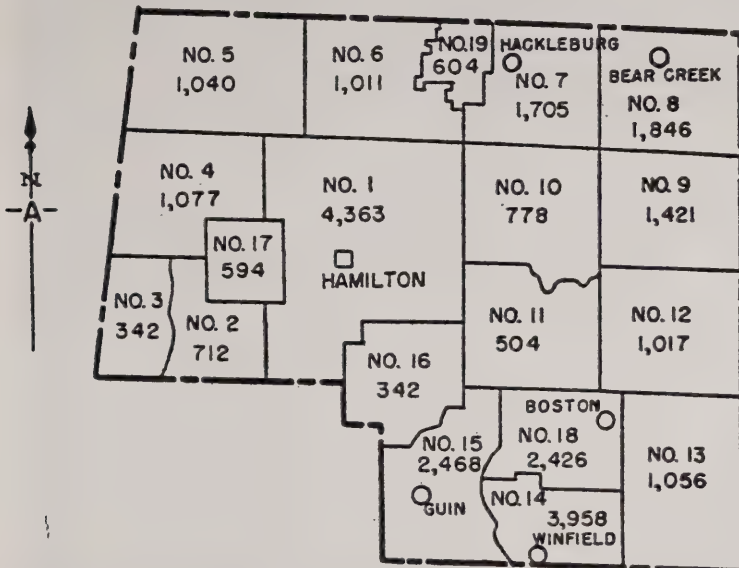 NO. 5
1,040
NO. 6
1,011
NO. 19
604
HACKLEBURG
NO. 7
1,705
BEAR CREEK
NO. 8
1,846
N
A
NO. 4
1,077
NO. 1
4,363
HAMILTON
NO. 10
778
NO. 9
1,421
NO. 17
594
NO. 3
342
NO. 2
712
NO. 11
504
NO. 12
1,017
NO. 16
342
BOSTON
NO. 18
2,426
NO. 15
2,468
GUIN
NO. 13
1,056
NO. 14
3,958
WINFIELD